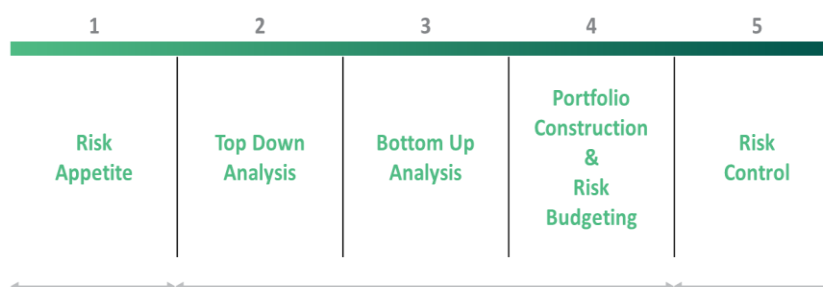 1 2 3 4 5
Risk
Appetite
Top Down
Analysis
Bottom Up
Analysis
Portfolio
Construction
&
Risk
Budgeting
Risk
Control